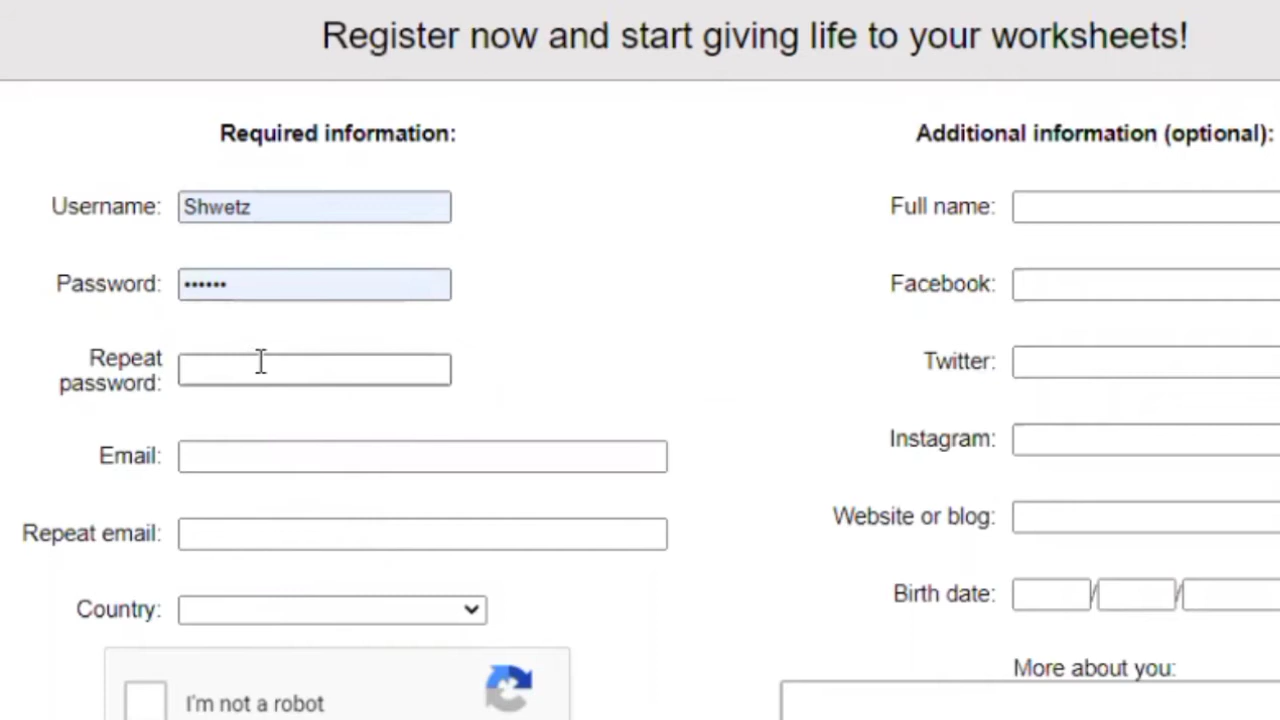 Register now and start giving life to your worksheets!
Required information:
Username: Shwetz
Password: ••••••
Repeat
password:
Email:
Repeat email:
Country:
I'm not a robot
Additional information (optional):
Full name:
Facebook:
Twitter:
Instagram:
Website or blog:
Birth date: / /
More about you: